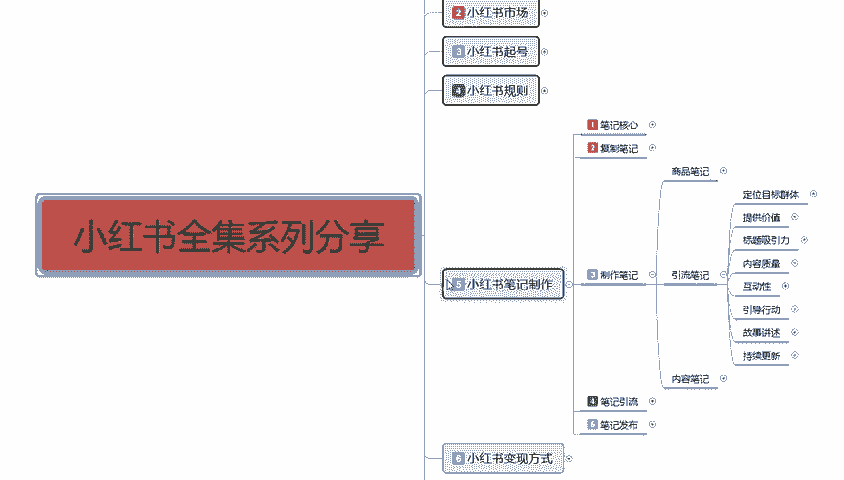 2 小红书市场
3 小红书起号
4 小红书规则
小红书全集系列分享
5 小红书笔记制作
1 笔记核心
2 复制笔记
3 制作笔记
商品笔记
引流笔记
定位目标群体
提供价值
标题吸引力
内容质量
互动性
引导行动
故事讲述
持续更新
内容笔记
4 笔记引流
5 笔记发布
6 小红书变现方式